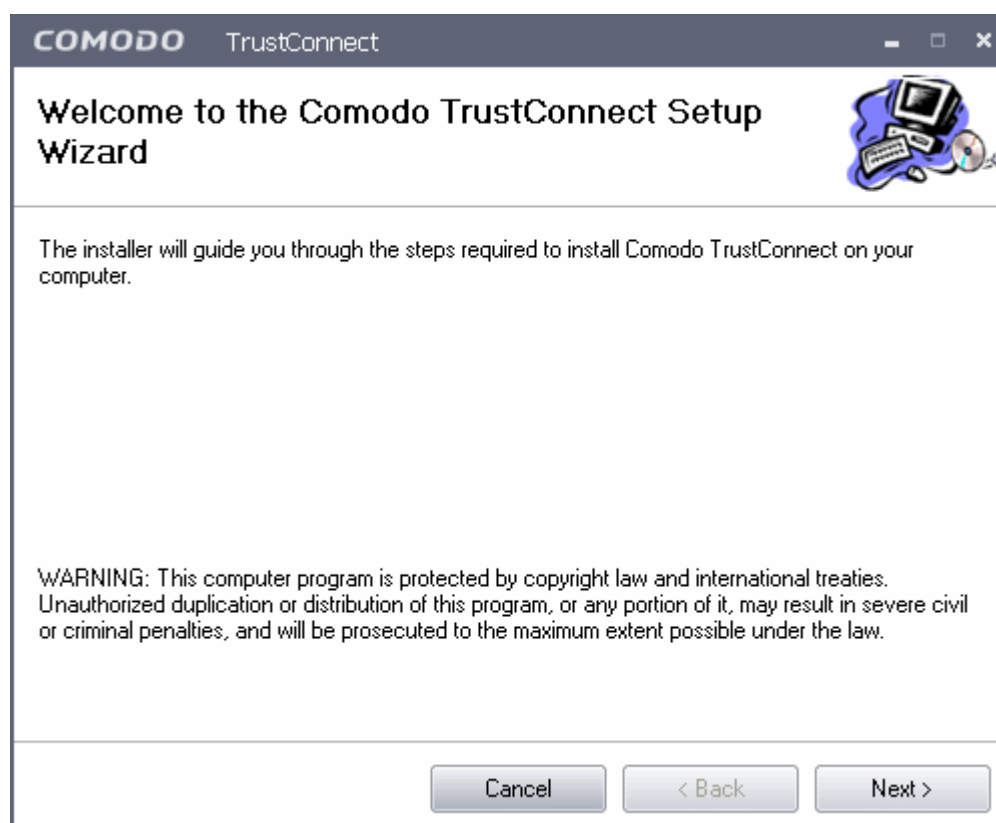 COMODO TrustConnect
Welcome to the Comodo TrustConnect Setup
Wizard
The installer will guide you through the steps required to install Comodo TrustConnect on your
computer.
WARNING: This computer program is protected by copyright law and international treaties.
Unauthorized duplication or distribution of this program, or any portion of it, may result in severe civil
or criminal penalties, and will be prosecuted to the maximum extent possible under the law.
Cancel < Back Next >